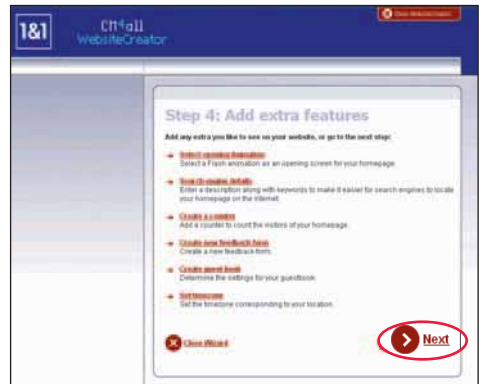 Close WebsiteCreator
1&1
CM4all
WebsiteCreator
Step 4: Add extra features
Add any extra you like to see on your website, or go to the next step:
Select opening Animation
Select a Flash animation as an opening screen for your homepage.
Search engine details
Enter a description along with keywords to make it easier for search engines to locate
your homepage on the internet.
Create a counter
Add a counter to count the visitors of your homepage.
Create new feedback form
Create a new feedback form.
Create guest book
Determine the settings for your guestbook.
Set timezone
Set the timezone corresponding to your location.
Close Wizard
Next